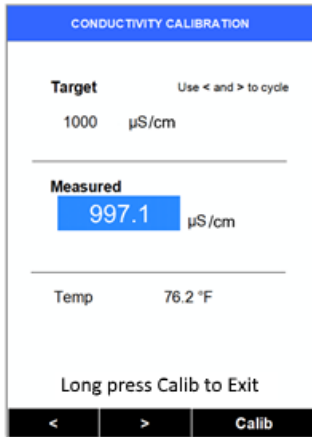 CONDUCTIVITY CALIBRATION
Target Use < and > to cycle
1000 µS/cm
Measured
997.1 µS/cm
Temp 76.2 °F
Long press Calib to Exit
< > Calib